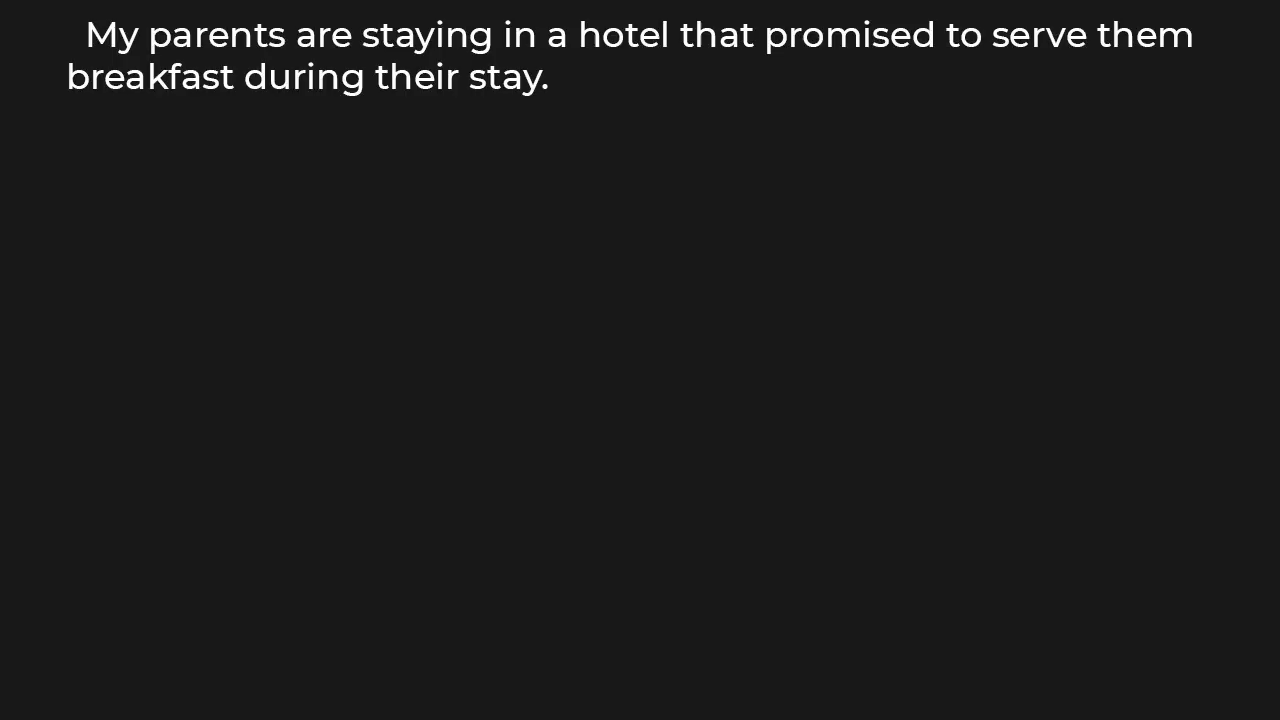 My parents are staying in a hotel that promised to serve them
breakfast during their stay.